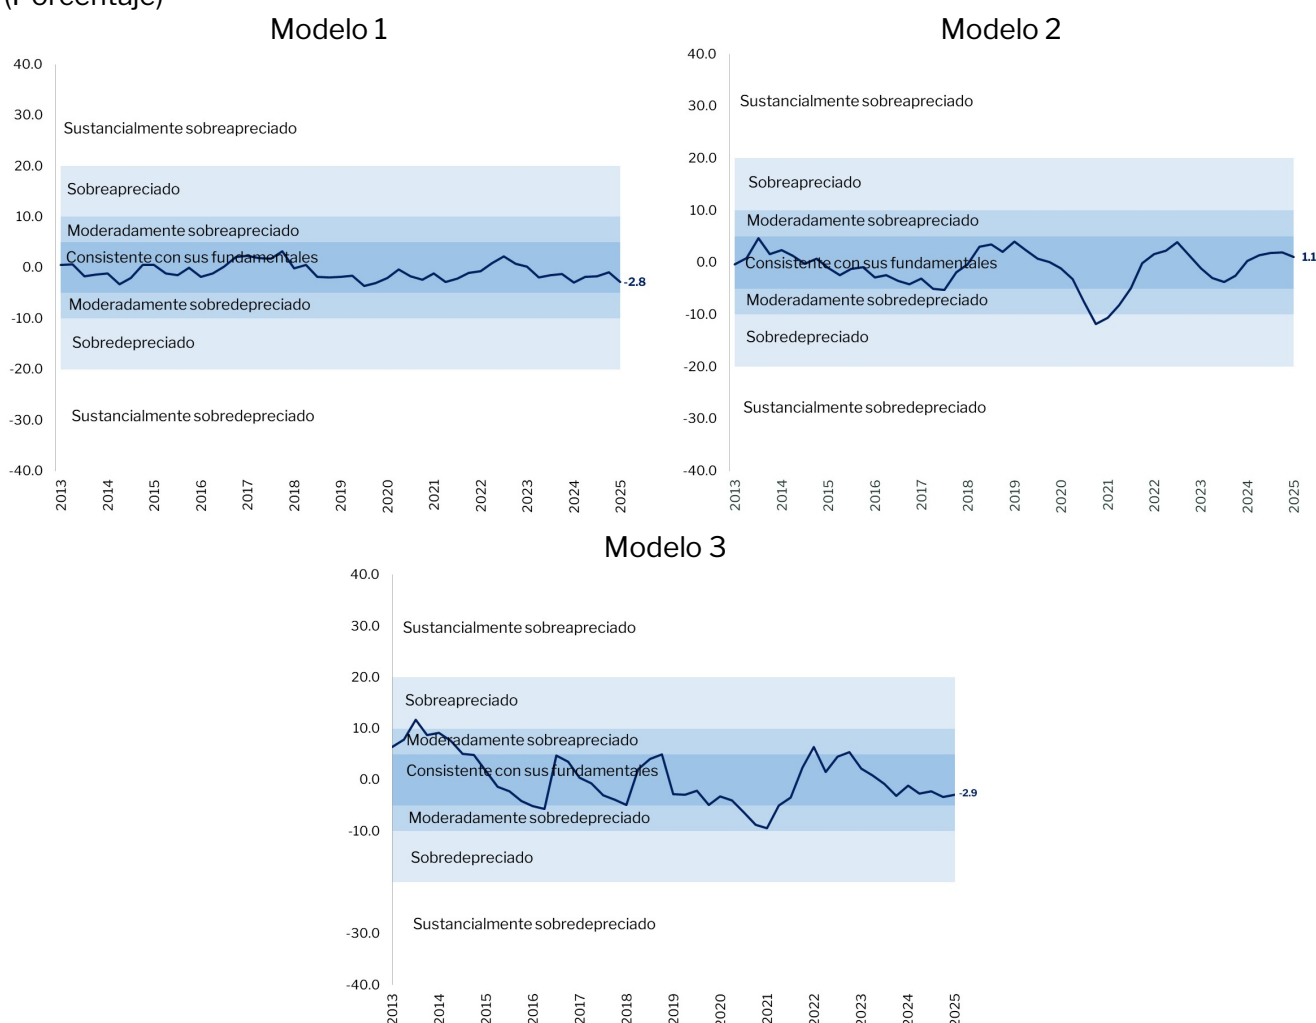 (Porcentaje)
Modelo 1
40.0
30.0
Sustancialmente sobreapreciado
20.0
Sobreapreciado
10.0
Moderadamente sobreapreciado
Consistente con sus fundamentales
0.0
-2.8
Moderadamente sobredepreciado
-10.0
Sobredepreciado
-20.0
Sustancialmente sobredepreciado
-30.0
-40.0
2013 2014 2015 2016 2017 2018 2019 2020 2021 2022 2023 2024 2025
Modelo 2
40.0
30.0
Sustancialmente sobreapreciado
20.0
Sobreapreciado
10.0
Moderadamente sobreapreciado
0.0
Consistente con sus fundamentales
1.1
Moderadamente sobredepreciado
-10.0
Sobredepreciado
-20.0
Sustancialmente sobredepreciado
-30.0
-40.0
2013 2014 2015 2016 2017 2018 2019 2020 2021 2022 2023 2024 2025
Modelo 3
40.0
30.0
Sustancialmente sobreapreciado
20.0
Sobreapreciado
10.0
Moderadamente sobreapreciado
Consistente con sus fundamentales
0.0
-2.9
Moderadamente sobredepreciado
-10.0
Sobredepreciado
Sustancialmente sobredepreciado
-30.0
-40.0
2013 2014 2015 2016 2017 2018 2019 2020 2021 2022 2023 2024 2025